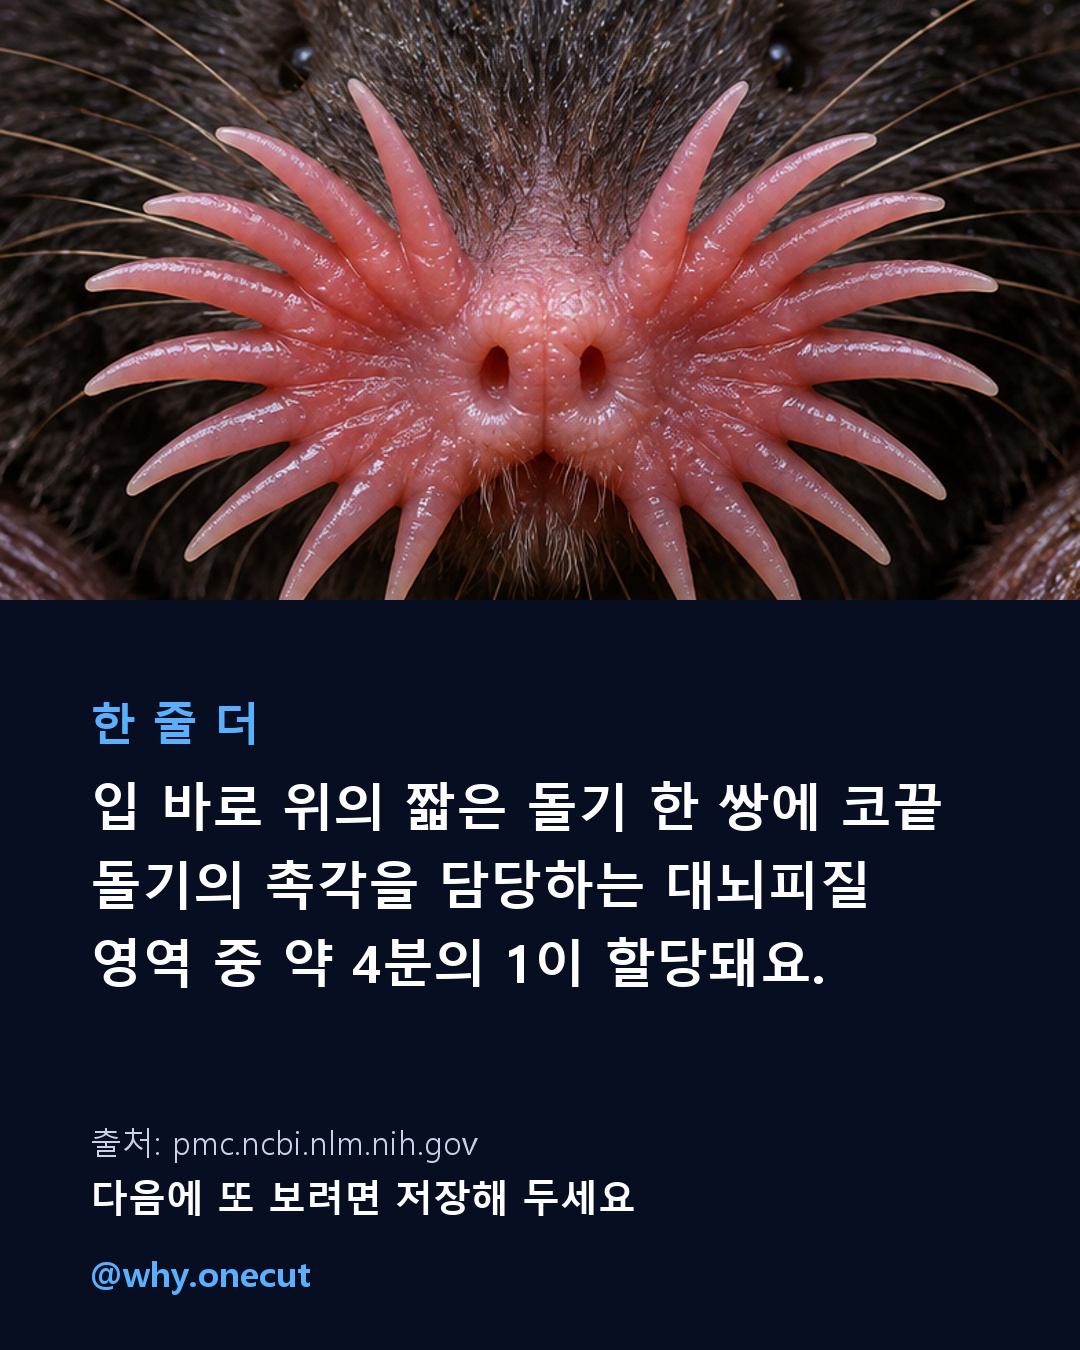 한 줄 더
입 바로 위의 짧은 돌기 한 쌍에 코끝
돌기의 촉각을 담당하는 대뇌피질
영역 중 약 4분의 1이 할당돼요.
출처: pmc.ncbi.nlm.nih.gov
다음에 또 보려면 저장해 두세요
@why.onecut